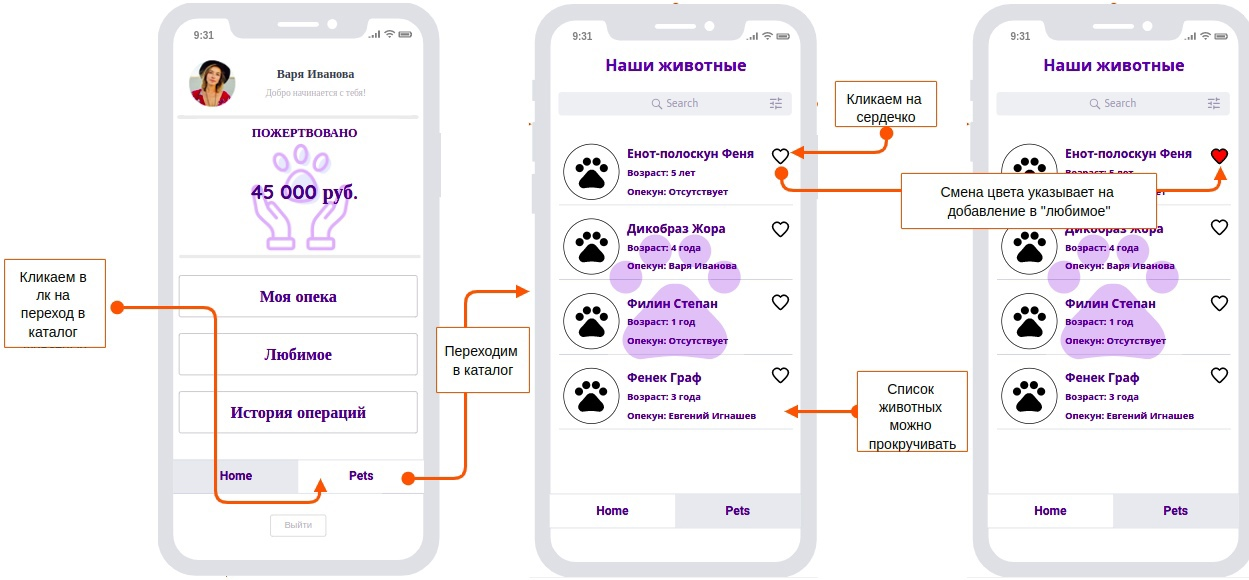 9:31
Варя Иванова
Добро начинается с тебя!
ПОЖЕРТВОВАНО
45 000 руб.
Моя опека
Любимое
История операций
Home
Pets
Выйти
Кликаем в
лк на
переход в
каталог
Переходим
в каталог
9:31
Наши животные
Search
Енот-полоскун Феня
Возраст: 5 лет
Опекун: Отсутствует
Дикобраз Жора
Возраст: 4 года
Опекун: Варя Иванова
Филин Степан
Возраст: 1 год
Опекун: Отсутствует
Фенек Граф
Возраст: 3 года
Опекун: Евгений Игнашев
Home
Pets
Кликаем на
сердечко
Смена цвета указывает на
добавление в "любимое"
Список
животных
можно
прокручивать
9:31
Наши животные
Search
Енот-полоскун Феня
Дикобраз Жора
Возраст: 4 года
Опекун: Варя Иванова
Филин Степан
Возраст: 1 год
Опекун: Отсутствует
Фенек Граф
Возраст: 3 года
Опекун: Евгений Игнашев
Home
Pets